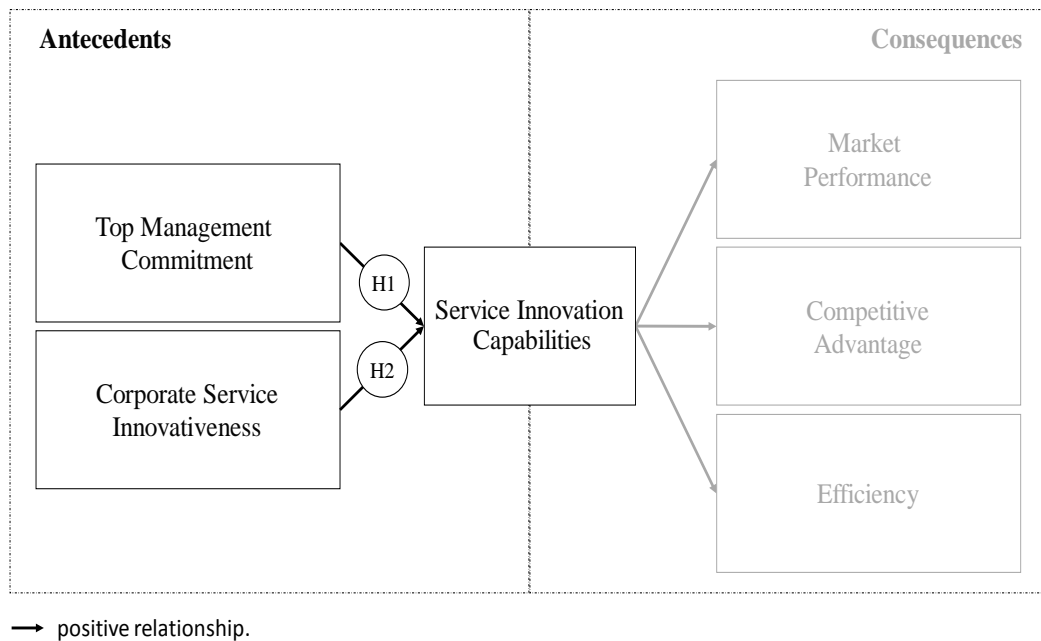 Antecedents
Consequences
Top Management
Commitment
H1
Corporate Service
Innovativeness
H2
Service Innovation
Capabilities
Market
Performance
Competitive
Advantage
Efficiency
positive relationship.